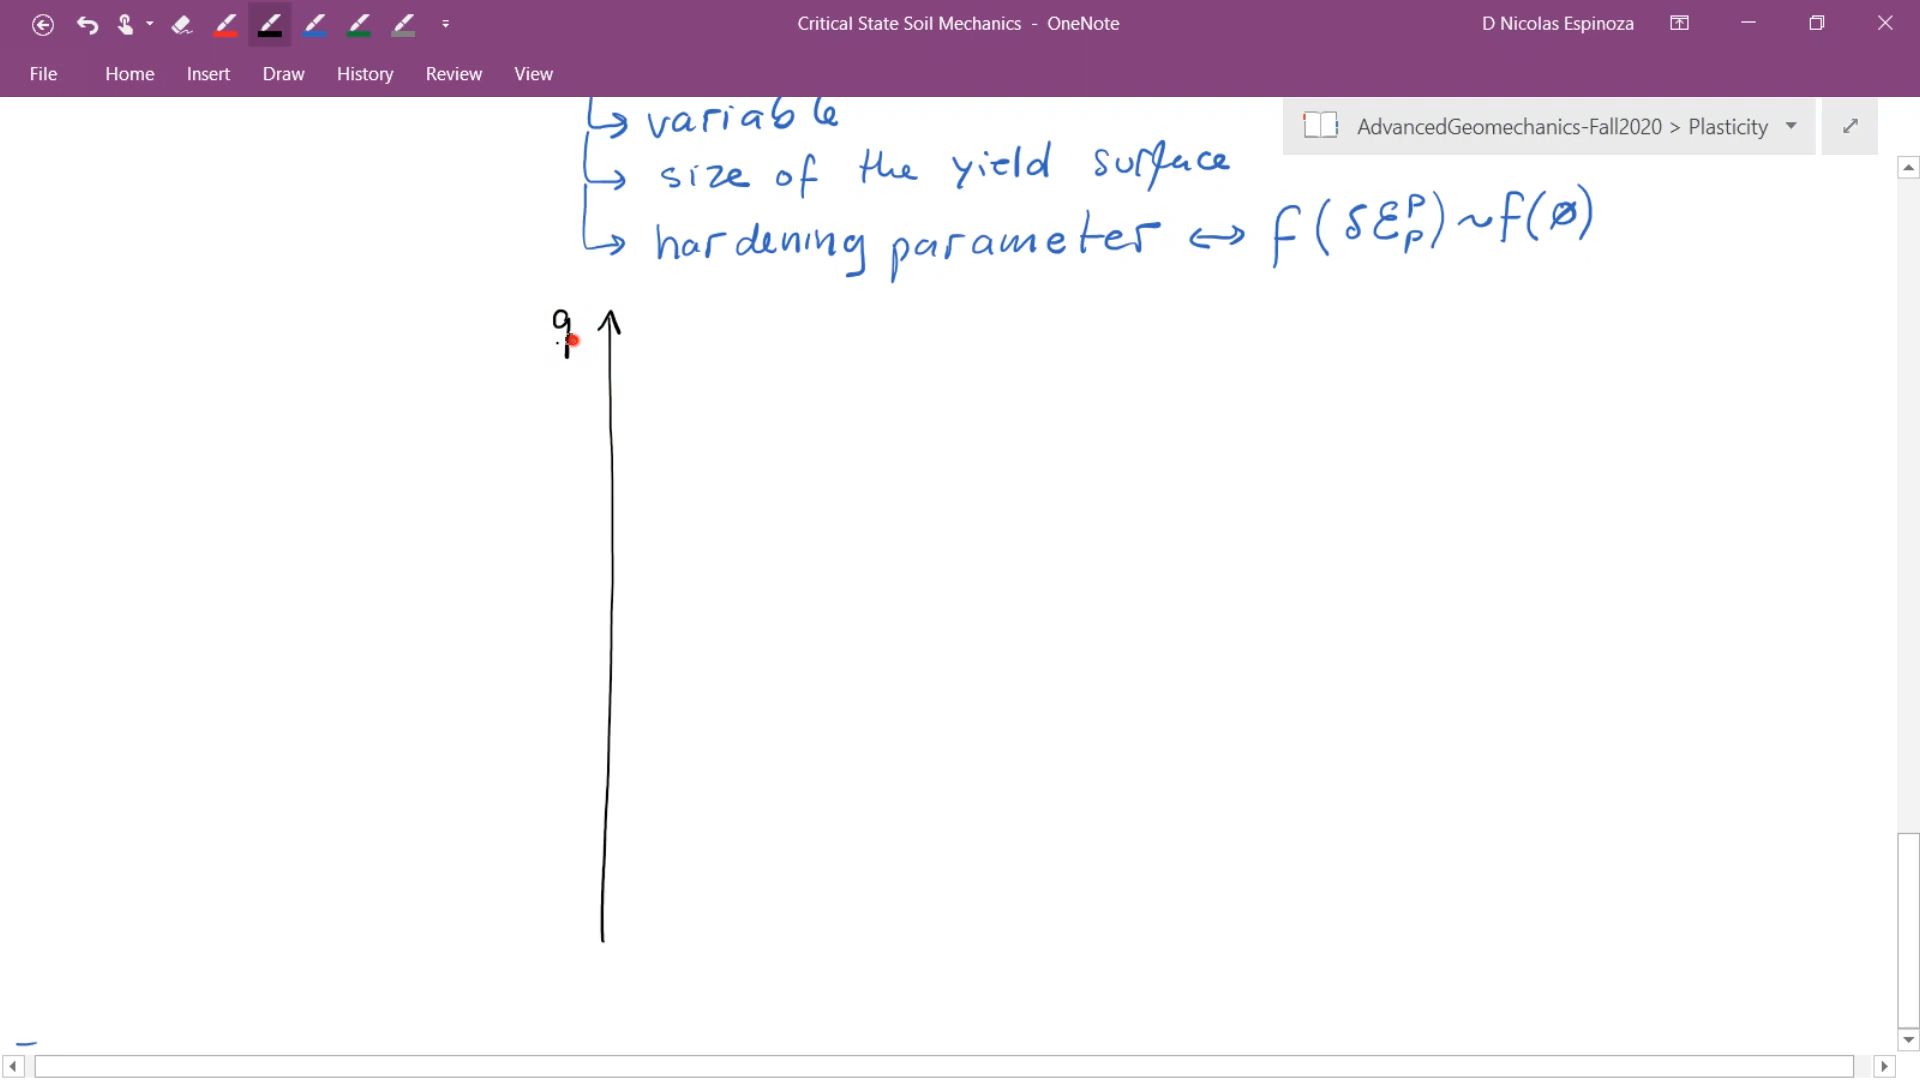 Critical State Soil Mechanics - OneNote
D Nicolas Espinoza
File Home Insert Draw History Review View
AdvancedGeomechanics-Fall2020 > Plasticity
↳ variable
↳ size of the yield surface
↳ hardening parameter ↔ f(δε_p^p) ~ f(ø)
q